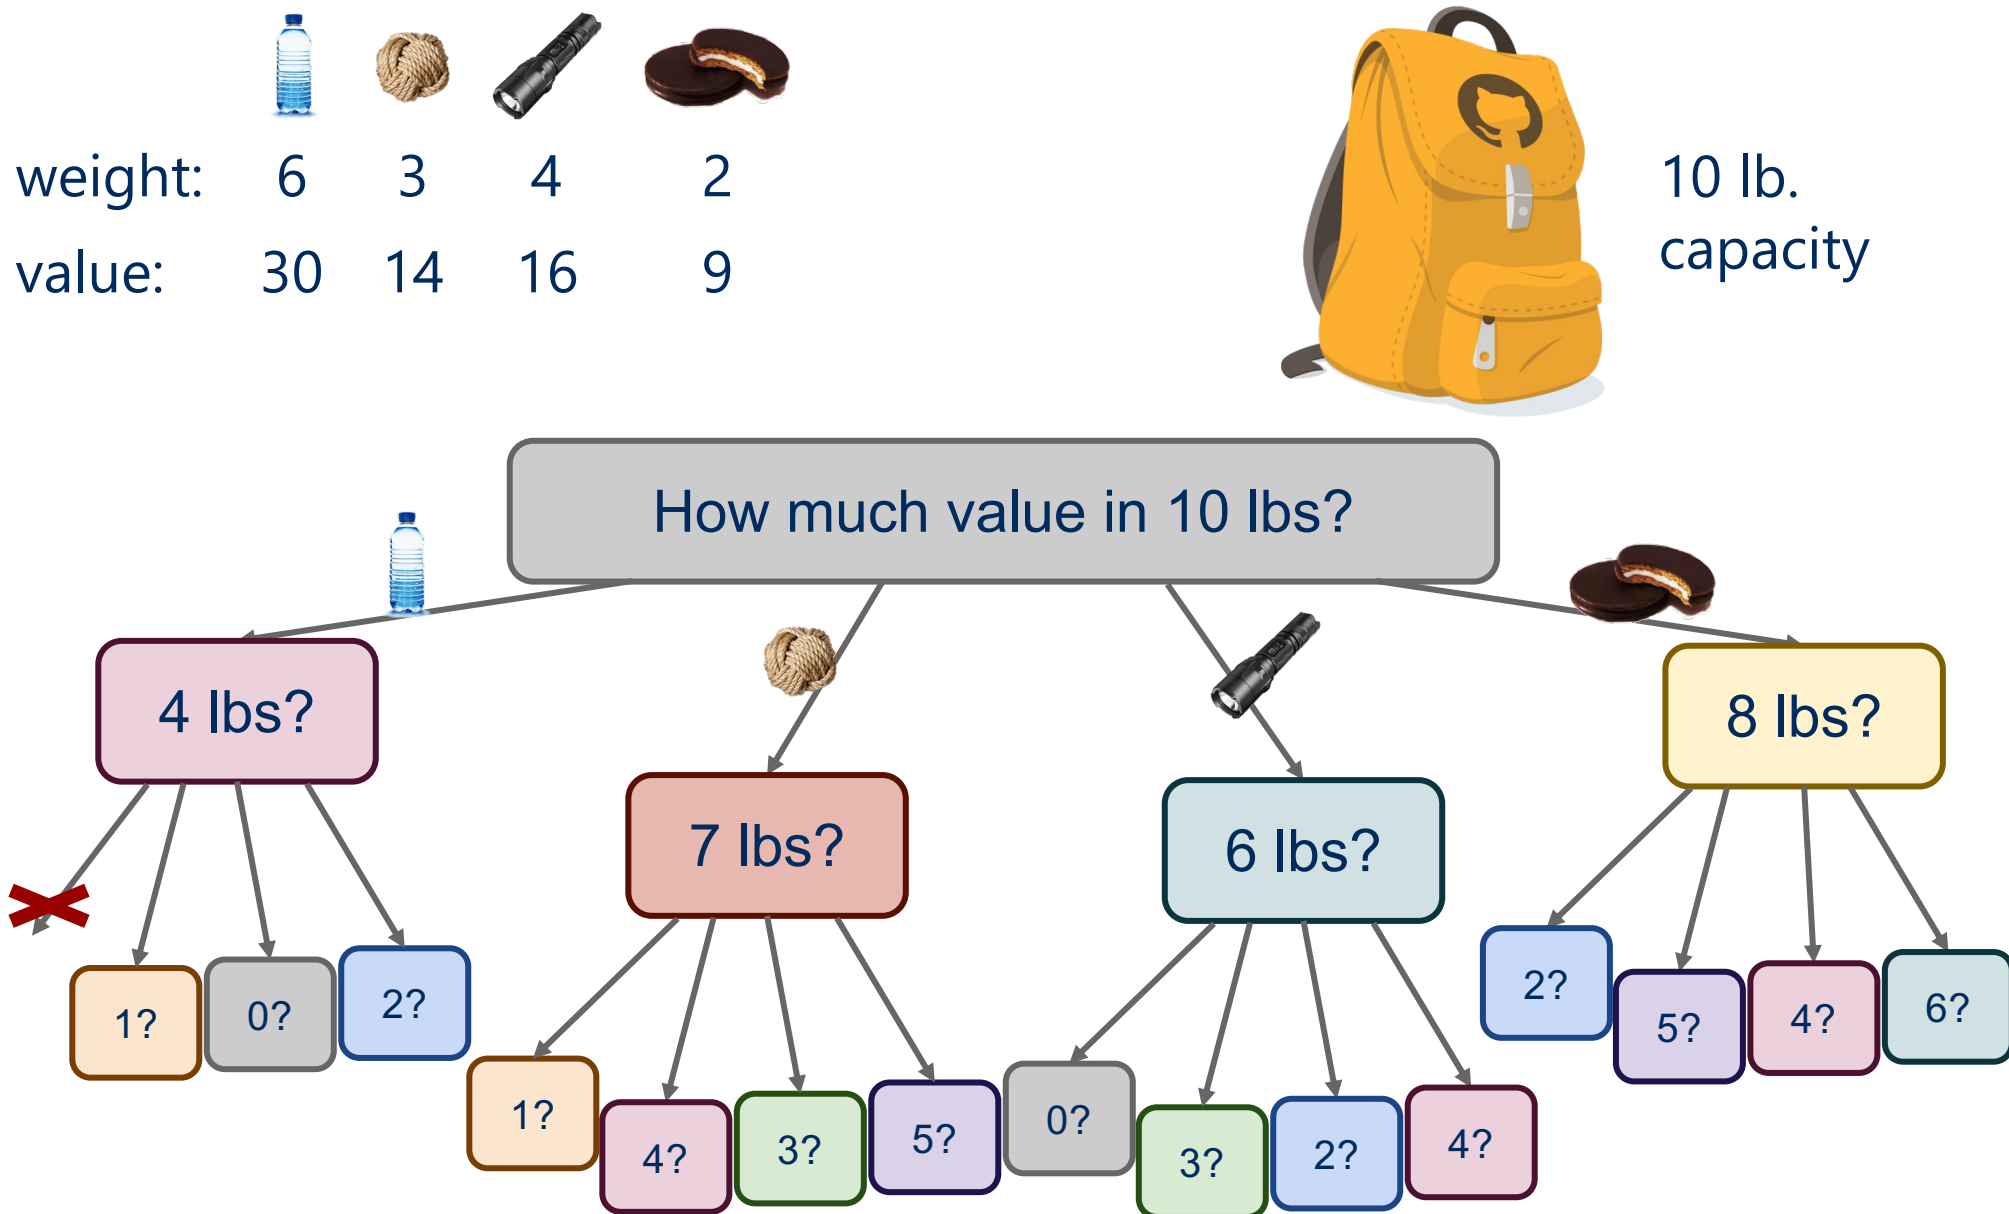 weight: 6 3 4 2
value: 30 14 16 9
10 lb.
capacity
How much value in 10 lbs?
4 lbs?
7 lbs?
6 lbs?
8 lbs?
1?
0?
2?
1?
4?
3?
5?
0?
3?
2?
4?
2?
5?
4?
6?